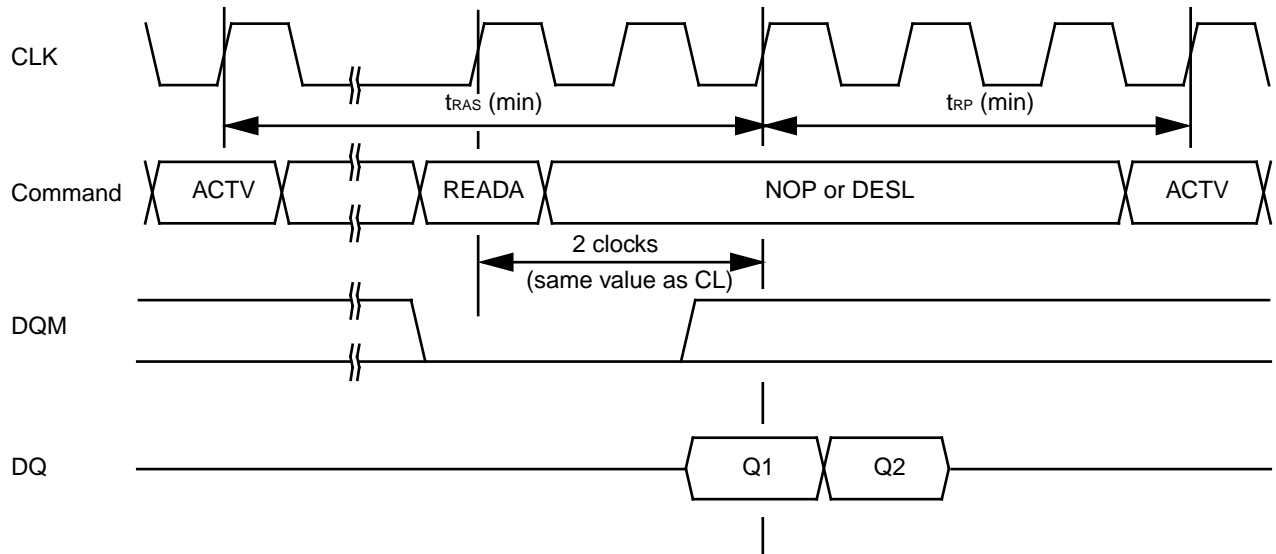 CLK
tRAS (min)
tRP (min)
Command
ACTV
READA
NOP or DESL
ACTV
2 clocks
(same value as CL)
DQM
DQ
Q1
Q2